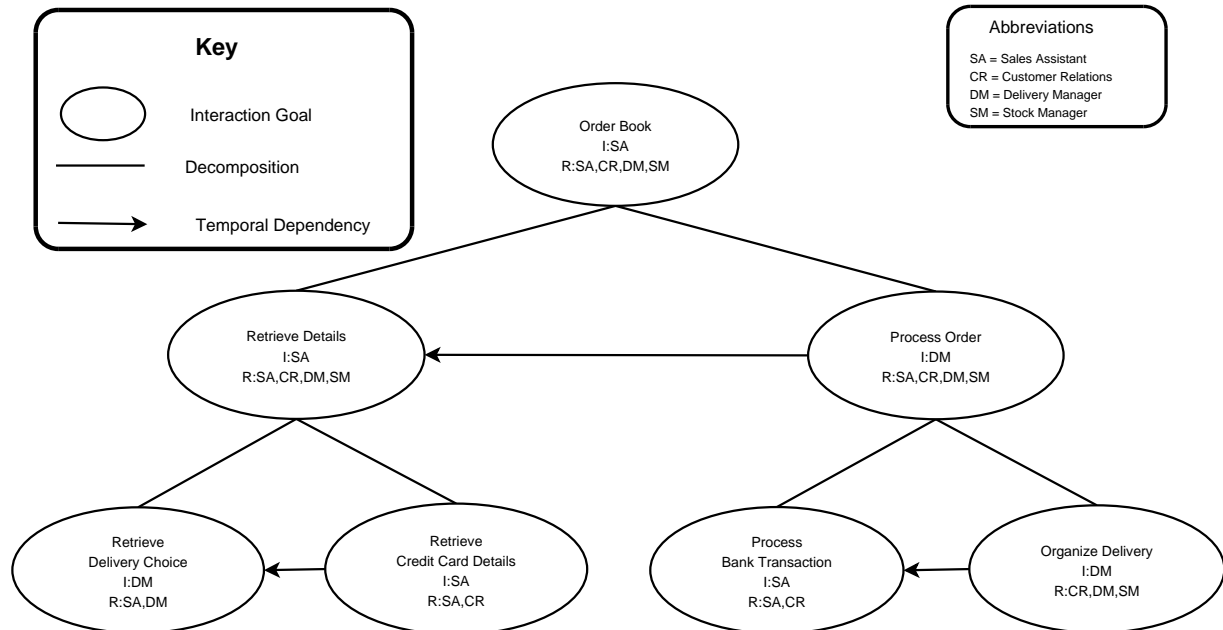 Key
Interaction Goal
Decomposition
Temporal Dependency
Abbreviations
SA = Sales Assistant
CR = Customer Relations
DM = Delivery Manager
SM = Stock Manager
Order Book
I:SA
R:SA,CR,DM,SM
Retrieve Details
I:SA
R:SA,CR,DM,SM
Process Order
I:DM
R:SA,CR,DM,SM
Retrieve
Delivery Choice
I:DM
R:SA,DM
Retrieve
Credit Card Details
I:SA
R:SA,CR
Process
Bank Transaction
I:SA
R:SA,CR
Organize Delivery
I:DM
R:CR,DM,SM